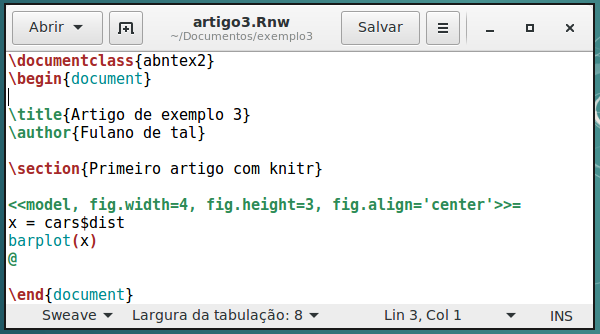 Abrir
artigo3.Rnw
~/Documentos/exemplo3
Salvar
\documentclass{abntex2}
\begin{document}
\title{Artigo de exemplo 3}
\author{Fulano de tal}
\section{Primeiro artigo com knitr}
<<model, fig.width=4, fig.height=3, fig.align='center'>>=
x = cars$dist
barplot(x)
@
\end{document}
Sweave Largura da tabulação: 8 Lin 3, Col 1 INS